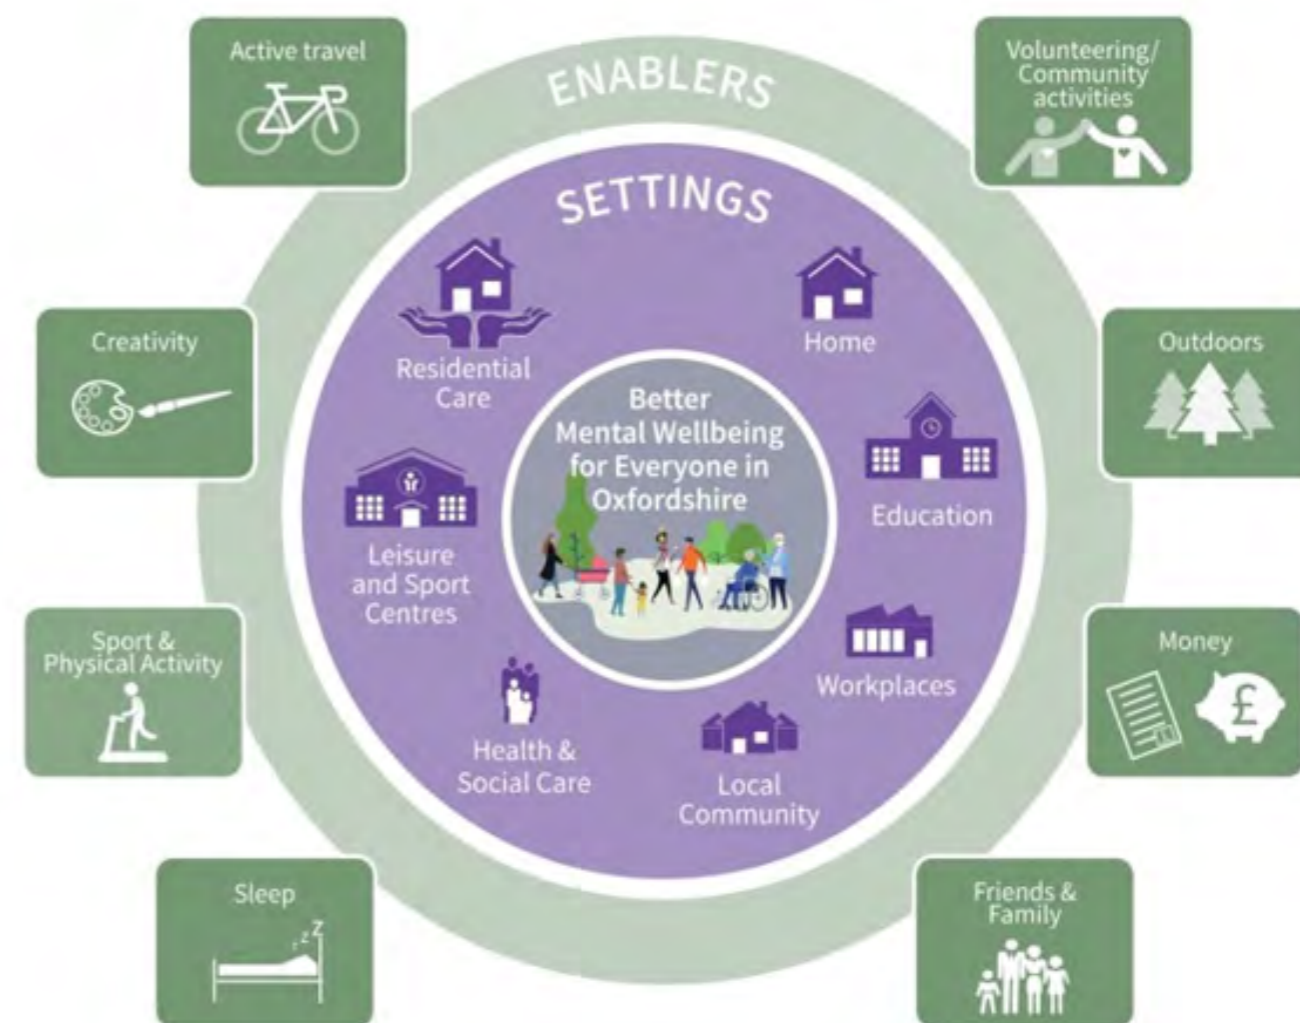 ENABLERS
SETTINGS
Active travel
Volunteering/
Community
activities
Creativity
Outdoors
Sport &
Physical Activity
Money
£
Sleep
z z Z
Friends &
Family
Residential
Care
Home
Leisure
and Sport
Centres
Education
Health &
Social Care
Workplaces
Local
Community
Better
Mental Wellbeing
for Everyone in
Oxfordshire